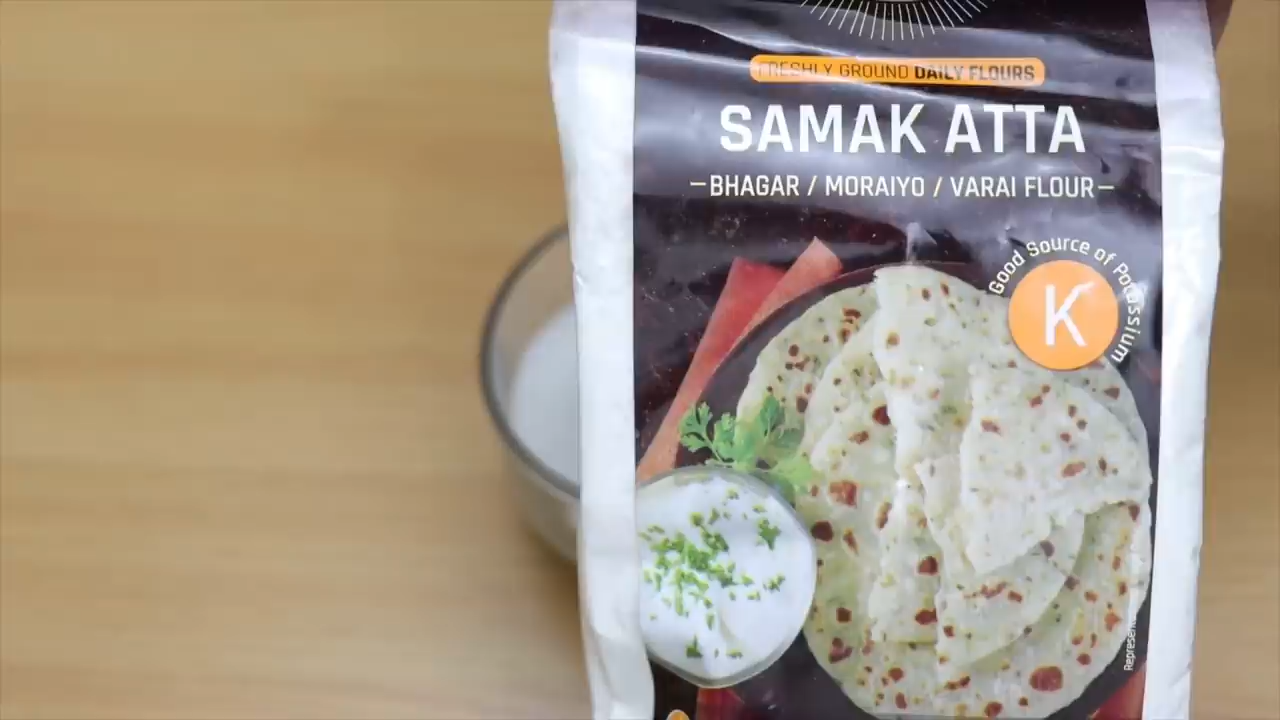 FRESHLY GROUND DAILY FLOURS
SAMAK ATTA
–BHAGAR / MORAIYO / VARAI FLOUR–
Good Source of Potassium
K